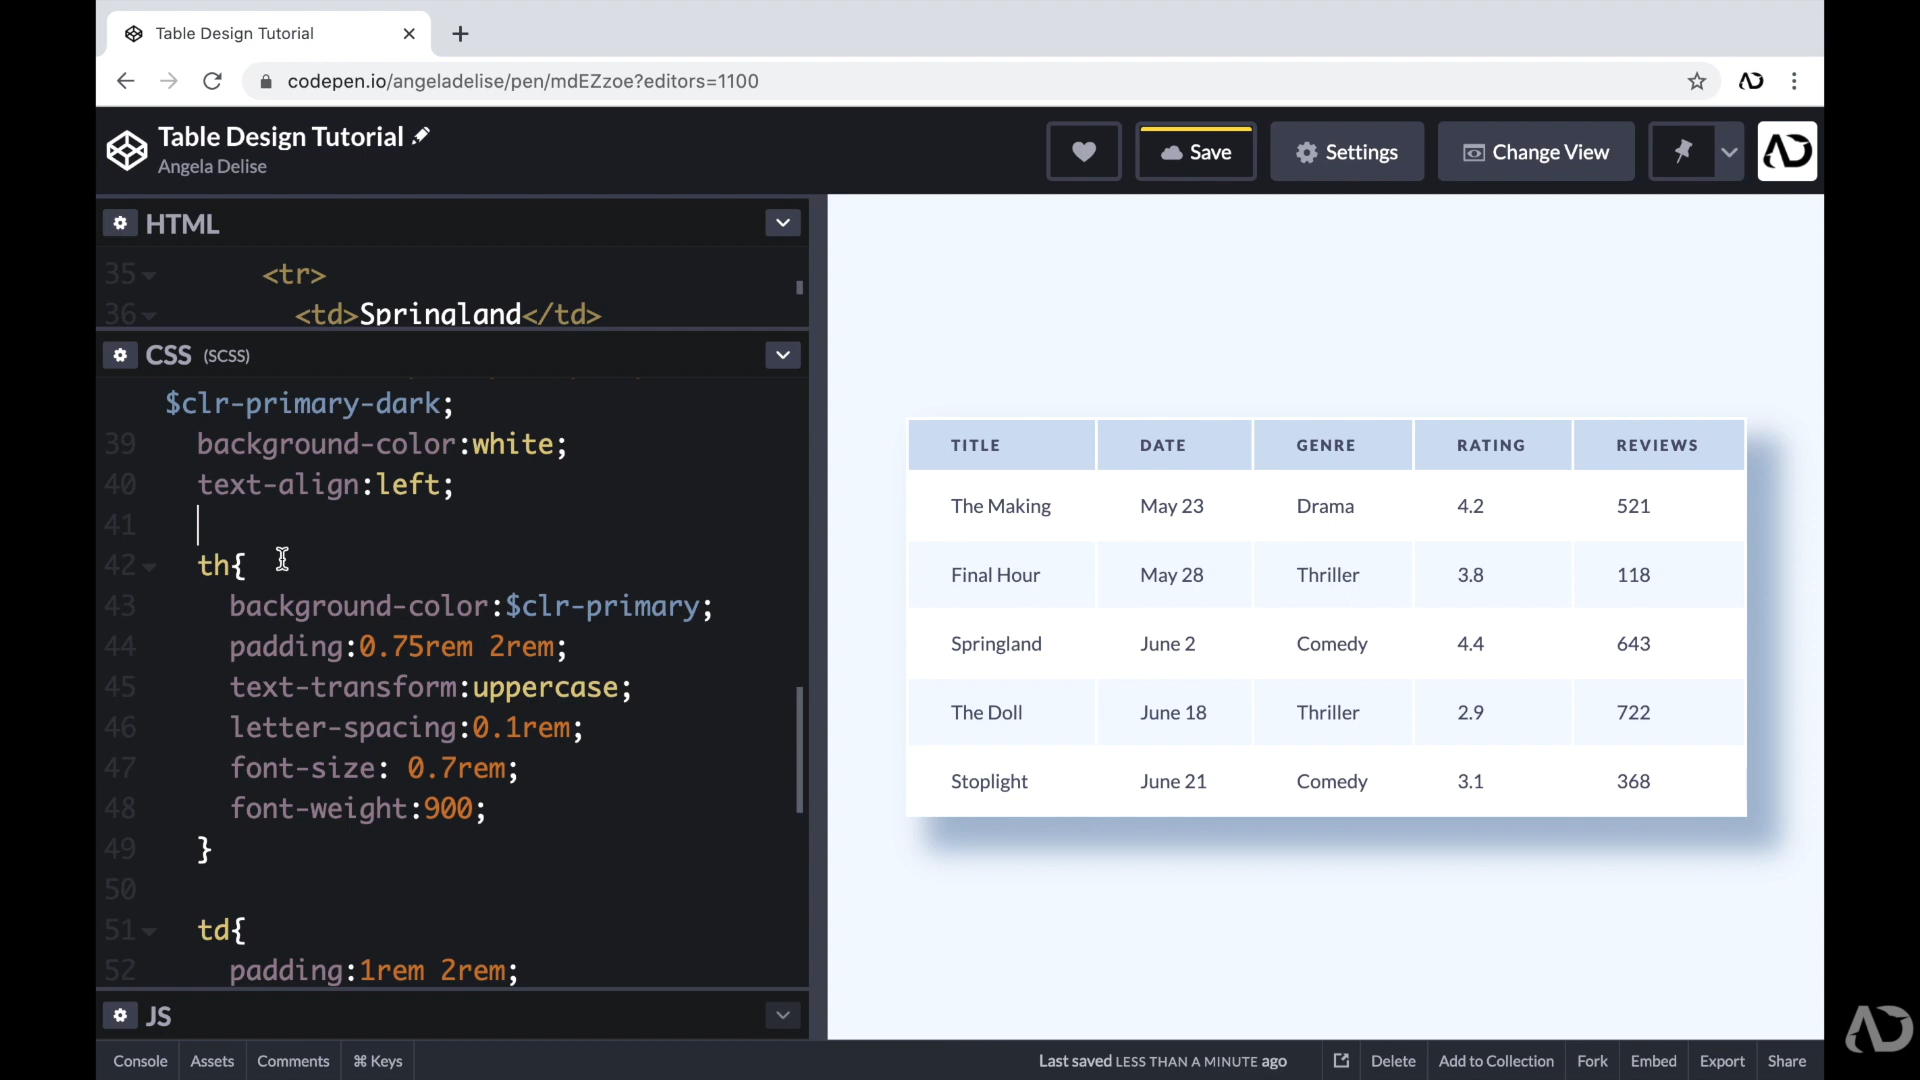 Table Design Tutorial
codepen.io/angeladelise/pen/mdEZzoe?editors=1100
Table Design Tutorial
Angela Delise
Save
Settings
Change View
HTML
35 <tr>
36 <td>Springland</td>
CSS (SCSS)
$clr-primary-dark;
39 background-color:white;
40 text-align:left;
41
42 th{
43 background-color:$clr-primary;
44 padding:0.75rem 2rem;
45 text-transform:uppercase;
46 letter-spacing:0.1rem;
47 font-size: 0.7rem;
48 font-weight:900;
49 }
50
51 td{
52 padding:1rem 2rem;
JS
TITLE DATE GENRE RATING REVIEWS
The Making May 23 Drama 4.2 521
Final Hour May 28 Thriller 3.8 118
Springland June 2 Comedy 4.4 643
The Doll June 18 Thriller 2.9 722
Stoplight June 21 Comedy 3.1 368
Console Assets Comments ⌘ Keys Last saved LESS THAN A MINUTE ago Delete Add to Collection Fork Embed Export Share